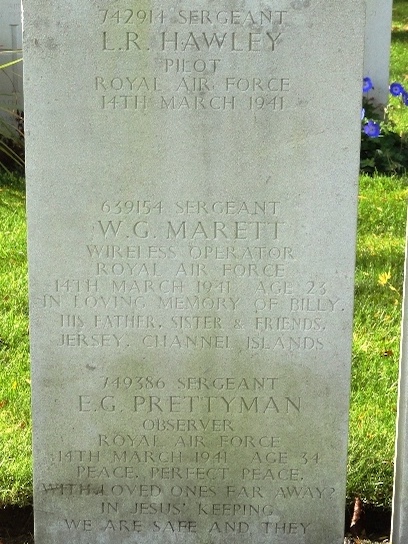 742914 SERGEANT
L.R. HAWLEY
PILOT
ROYAL AIR FORCE
14TH MARCH 1941
639154 SERGEANT
W.G. MARETT
WIRELESS OPERATOR
ROYAL AIR FORCE
14TH MARCH 1941 AGE 23
IN LOVING MEMORY OF BILLY.
HIS FATHER, SISTER & FRIENDS.
JERSEY, CHANNEL ISLANDS
749386 SERGEANT
E.G. PRETTYMAN
OBSERVER
ROYAL AIR FORCE
14TH MARCH 1941 AGE 34
PEACE, PERFECT PEACE,
WITH LOVED ONES FAR AWAY?
IN JESUS' KEEPING
WE ARE SAFE AND THEY